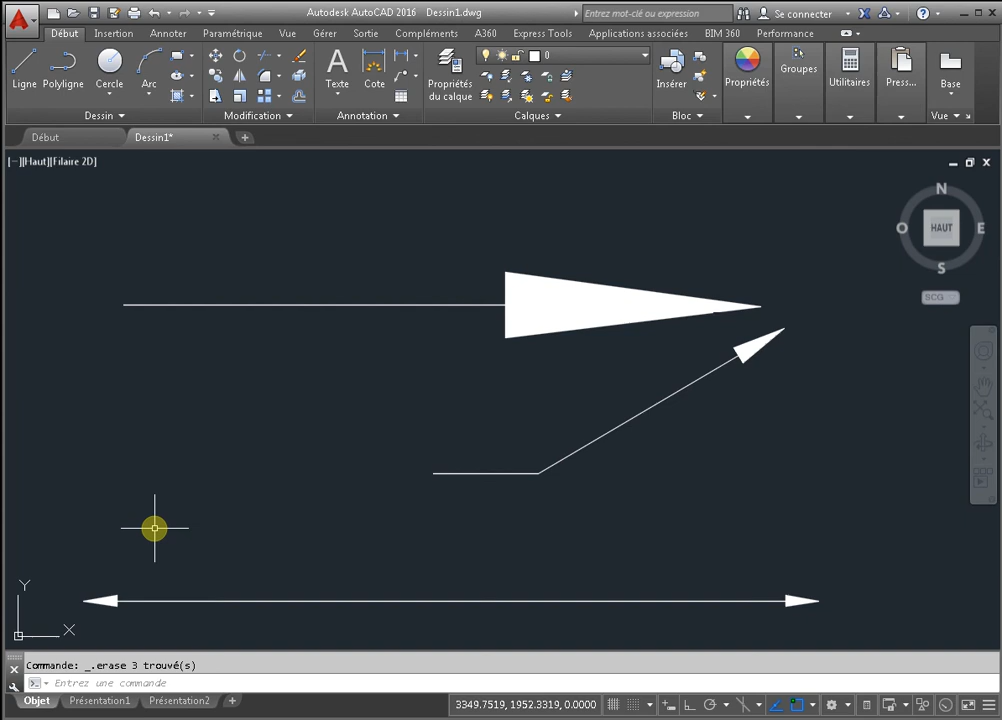 Autodesk AutoCAD 2016 Dessin1.dwg
Entrez mot-clé ou expression
Se connecter
Début Insertion Annoter Paramétrique Vue Gérer Sortie Compléments A360 Express Tools Applications associées BIM 360 Performance
0
Ligne Polyligne Cercle Arc Texte Cote Propriétés du calque Insérer Propriétés Groupes Utilitaires Press... Base
Dessin Modification Annotation Calques Bloc Vue
Début Dessin1*
[−][Haut][Filaire 2D]
N
O HAUT E
S
SCG
Y
X
Commande: _.erase 3 trouvé(s)
Entrez une commande
Objet Présentation1 Présentation2
3349.7519, 1952.3319, 0.0000